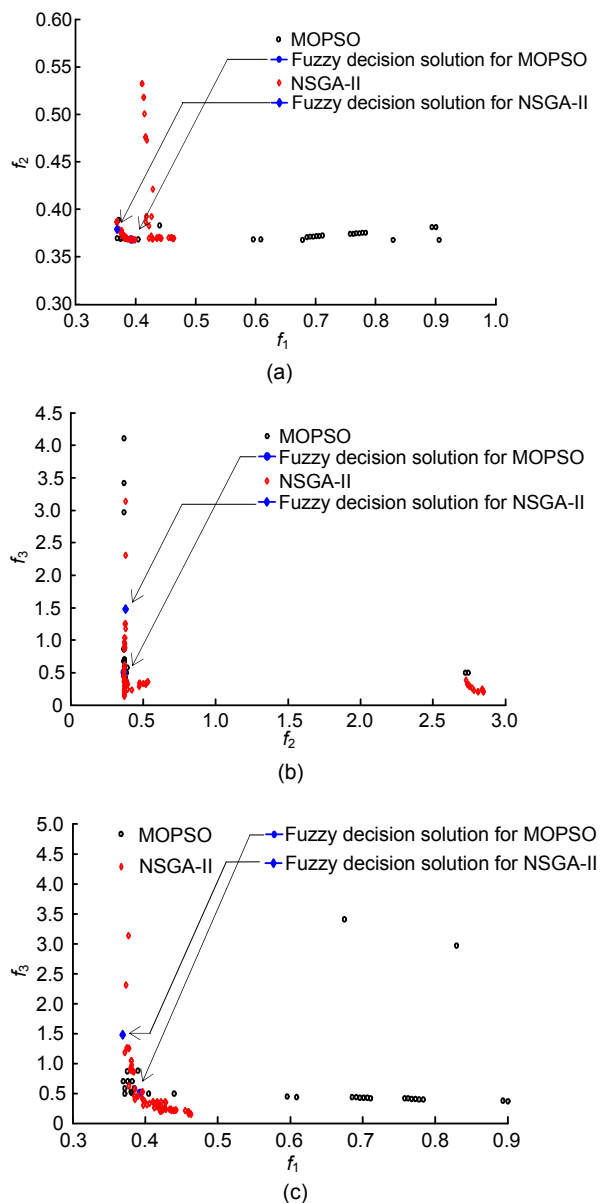 0.60
0.55
0.50
0.45
0.40
0.35
0.30
f2
MOPSO
Fuzzy decision solution for MOPSO
NSGA-II
Fuzzy decision solution for NSGA-II
0.3 0.4 0.5 0.6 0.7 0.8 0.9 1.0
f1
(a)
4.5
4.0
3.5
3.0
2.5
2.0
1.5
1.0
0.5
0
f3
MOPSO
Fuzzy decision solution for MOPSO
NSGA-II
Fuzzy decision solution for NSGA-II
0 0.5 1.0 1.5 2.0 2.5 3.0
f2
(b)
5.0
4.5
4.0
3.5
3.0
2.5
2.0
1.5
1.0
0.5
0
f3
MOPSO
NSGA-II
Fuzzy decision solution for MOPSO
Fuzzy decision solution for NSGA-II
0.3 0.4 0.5 0.6 0.7 0.8 0.9
f1
(c)